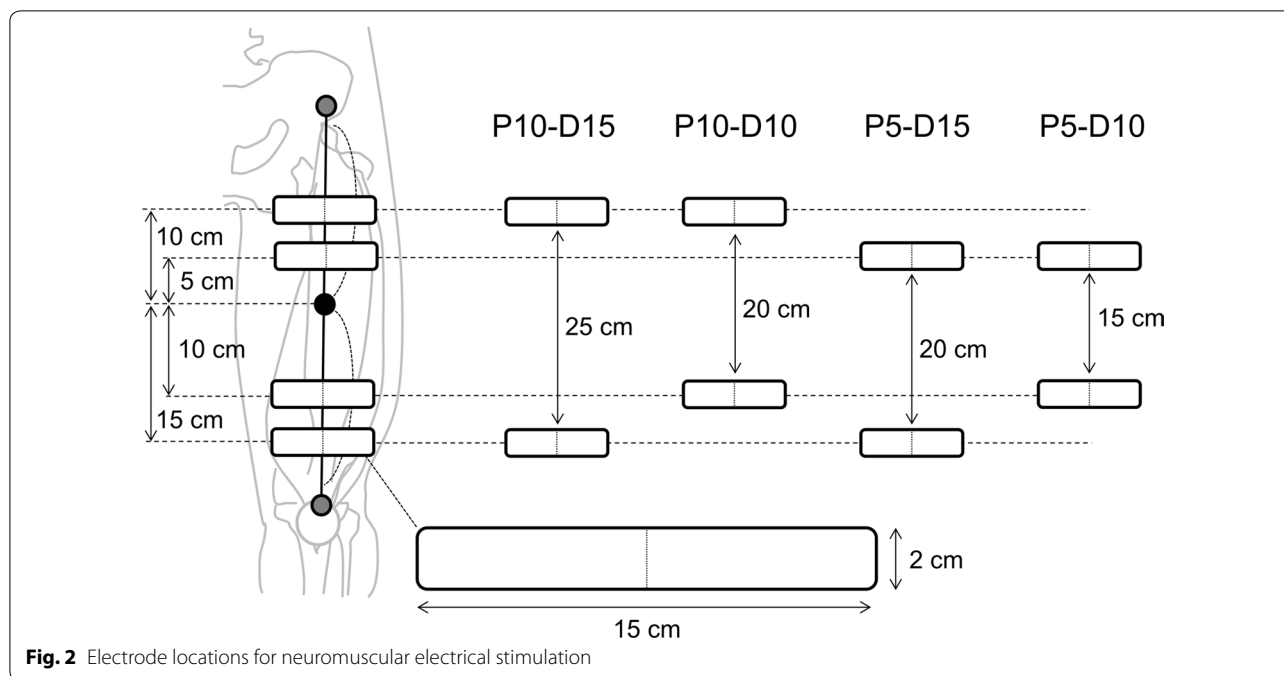 P10-D15 P10-D10 P5-D15 P5-D10
10 cm
5 cm
10 cm
15 cm
25 cm
20 cm
20 cm
15 cm
2 cm
15 cm
Fig. 2 Electrode locations for neuromuscular electrical stimulation